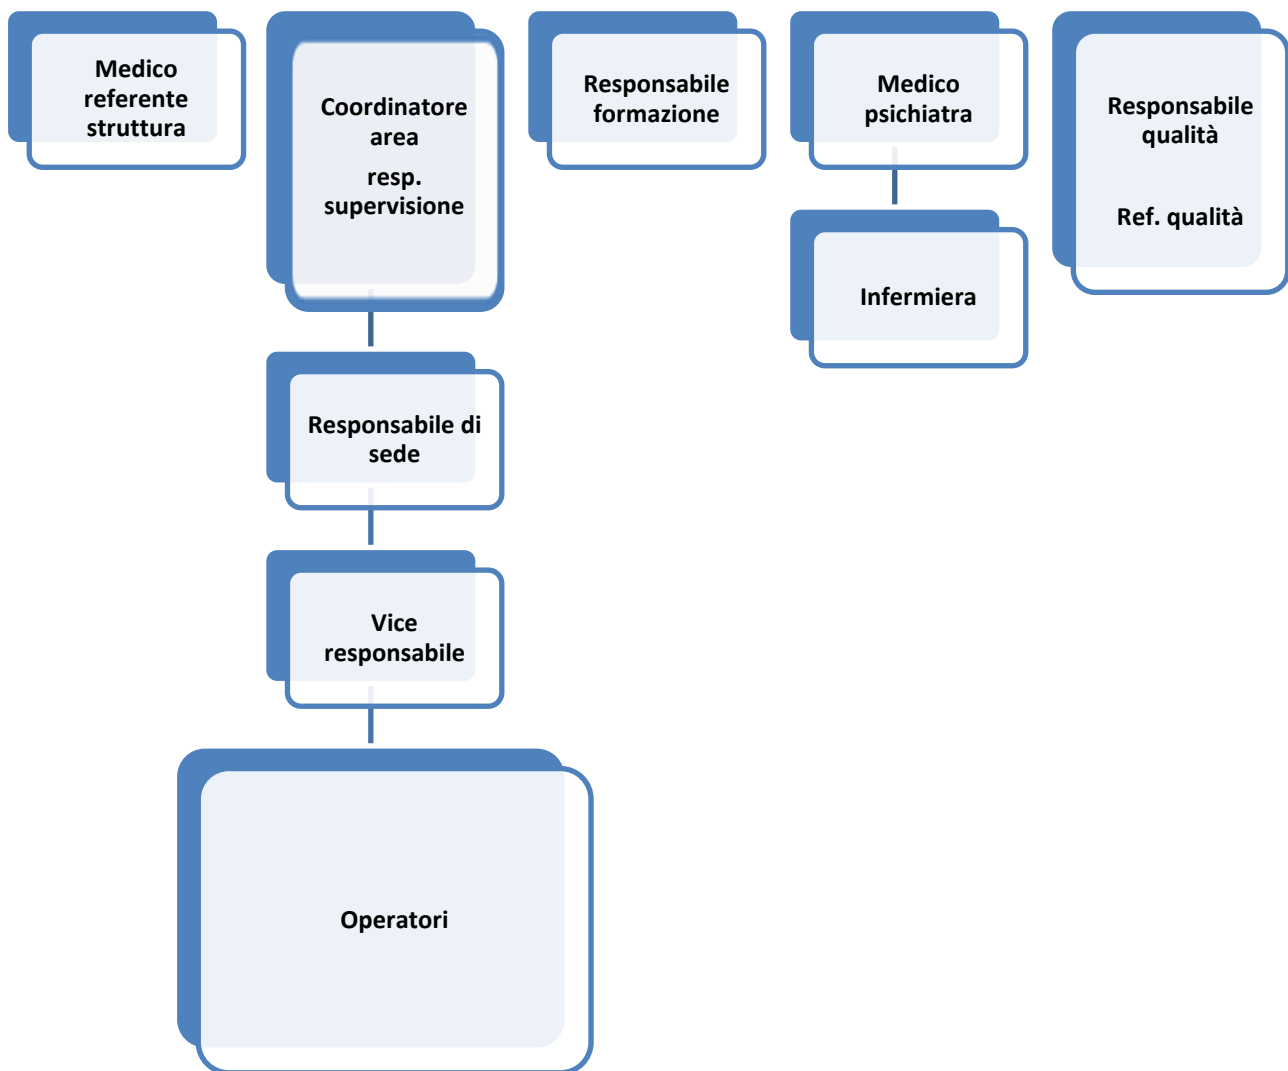 Medico
referente
struttura
Coordinatore
area
resp.
supervisione
Responsabile
formazione
Medico
psichiatra
Responsabile
qualità
Ref. qualità
Infermiera
Responsabile di
sede
Vice
responsabile
Operatori